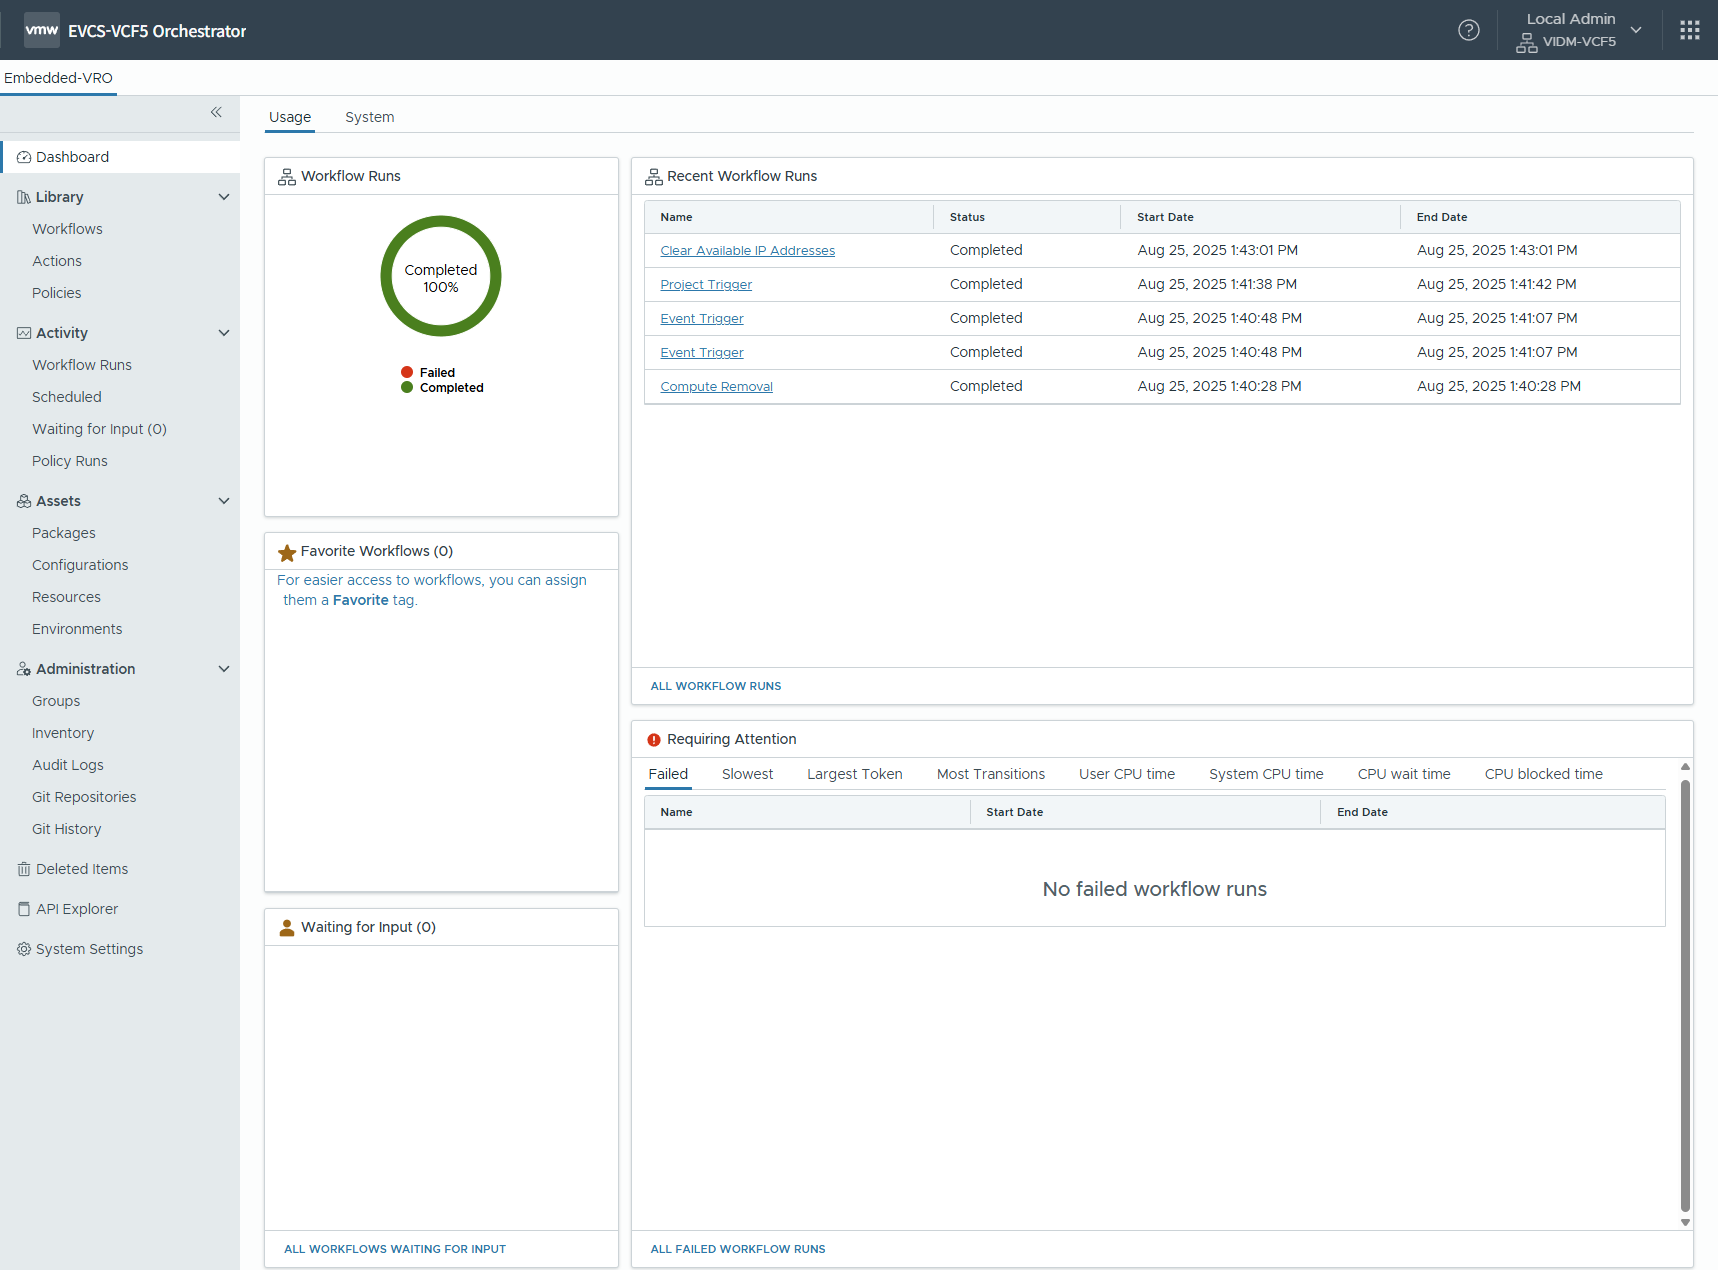 vmw EVCS-VCF5 Orchestrator
Local Admin
VIDM-VCF5
Embedded-VRO
Dashboard
Library
Workflows
Actions
Policies
Activity
Workflow Runs
Scheduled
Waiting for Input (0)
Policy Runs
Assets
Packages
Configurations
Resources
Environments
Administration
Groups
Inventory
Audit Logs
Git Repositories
Git History
Deleted Items
API Explorer
System Settings
Usage System
Workflow Runs
Completed
100%
Failed
Completed
Favorite Workflows (0)
For easier access to workflows, you can assign
them a Favorite tag.
Waiting for Input (0)
ALL WORKFLOWS WAITING FOR INPUT
Recent Workflow Runs
Name Status Start Date End Date
Clear Available IP Addresses Completed Aug 25, 2025 1:43:01 PM Aug 25, 2025 1:43:01 PM
Project Trigger Completed Aug 25, 2025 1:41:38 PM Aug 25, 2025 1:41:42 PM
Event Trigger Completed Aug 25, 2025 1:40:48 PM Aug 25, 2025 1:41:07 PM
Event Trigger Completed Aug 25, 2025 1:40:48 PM Aug 25, 2025 1:41:07 PM
Compute Removal Completed Aug 25, 2025 1:40:28 PM Aug 25, 2025 1:40:28 PM
ALL WORKFLOW RUNS
Requiring Attention
Failed Slowest Largest Token Most Transitions User CPU time System CPU time CPU wait time CPU blocked time
Name Start Date End Date
No failed workflow runs
ALL FAILED WORKFLOW RUNS